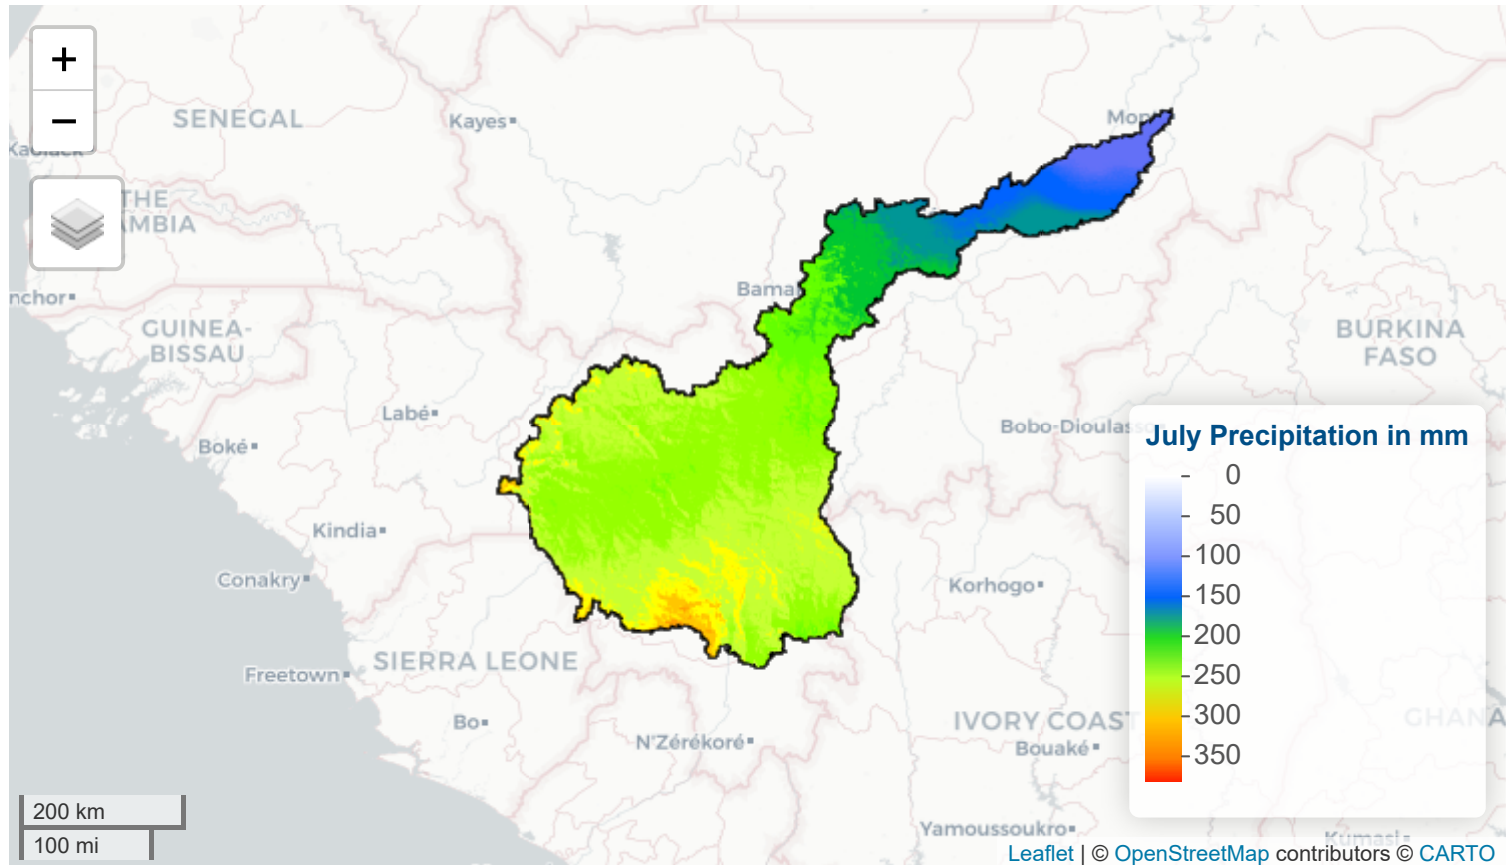 +
−
SENEGAL
Kayes
THE
GUINEA-
BISSAU
BURKINA
FASO
Labé
Boké
Bobo-Dioulas
July Precipitation in mm
0
50
100
150
200
250
300
350
Kindia
Conakry
Korhogo
SIERRA LEONE
Freetown
Bo
N'Zérékoré
IVORY COAST
Bouaké
GHANA
Yamoussoukro
Kumasi
200 km
100 mi
Leaflet | © OpenStreetMap contributors © CARTO